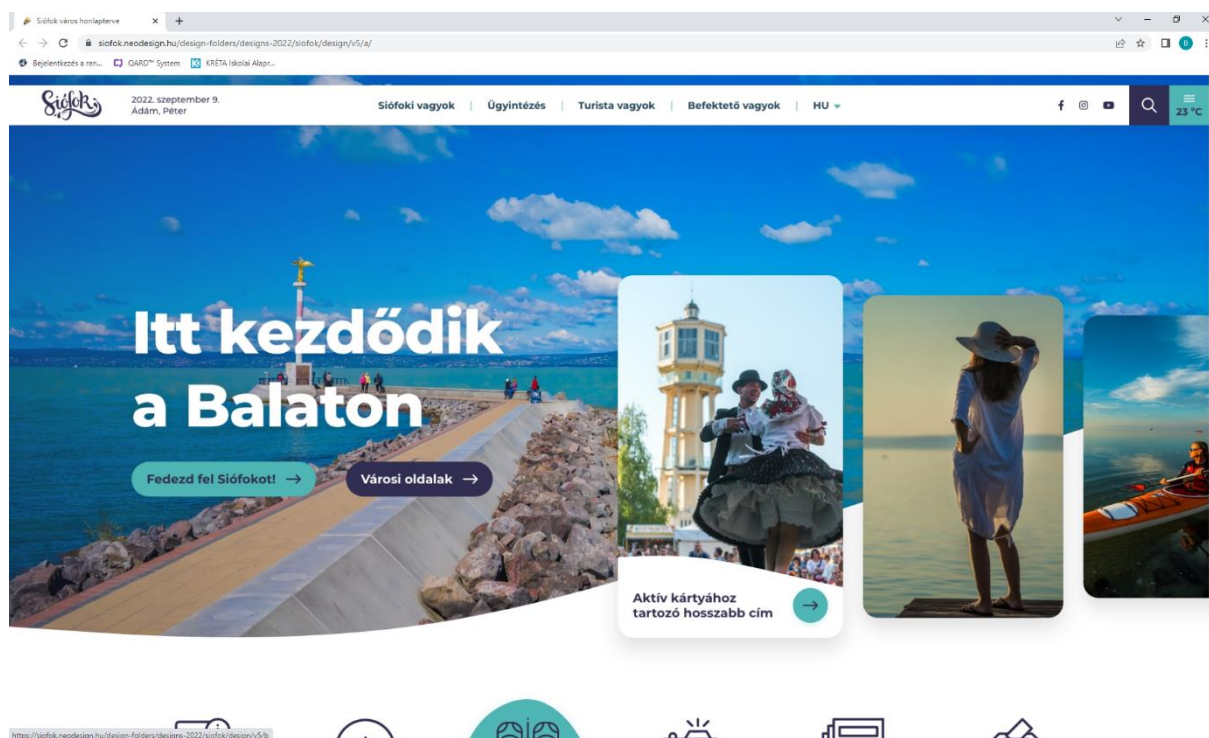 Siófok város honlapterve
siofok.neodesign.hu/design-folders/designs-2022/siofok/design/v5/a/
Bejelentkezés a ren... QARD™ System KRÉTA Iskolai Alapr...
Siófok
2022. szeptember 9.
Ádám, Péter
Siófoki vagyok | Ügyintézés | Turista vagyok | Befektető vagyok | HU
23 °C
Itt kezdődik
a Balaton
Fedezd fel Siófokot! →
Városi oldalak →
Aktív kártyához
tartozó hosszabb cím
https://siofok.neodesign.hu/design-folders/designs-2022/siofok/design/v5/b